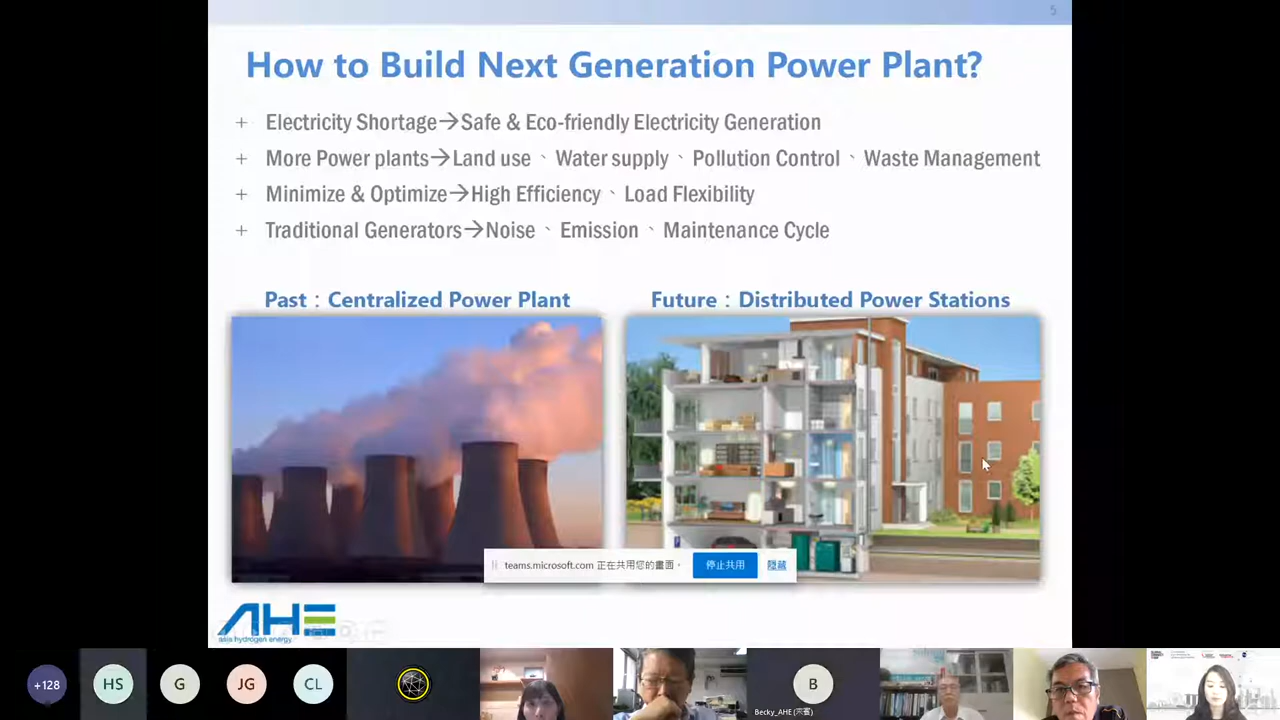 5
How to Build Next Generation Power Plant?
+ Electricity Shortage→Safe & Eco-friendly Electricity Generation
+ More Power plants→Land use、Water supply、Pollution Control、Waste Management
+ Minimize & Optimize→High Efficiency、Load Flexibility
+ Traditional Generators→Noise、Emission、Maintenance Cycle
Past：Centralized Power Plant
Future：Distributed Power Stations
teams.microsoft.com 正在共用您的畫面。
停止共用
隱藏
AHE
asia hydrogen energy
+128
HS
G
JG
CL
B
Becky_AHE (宗賓)